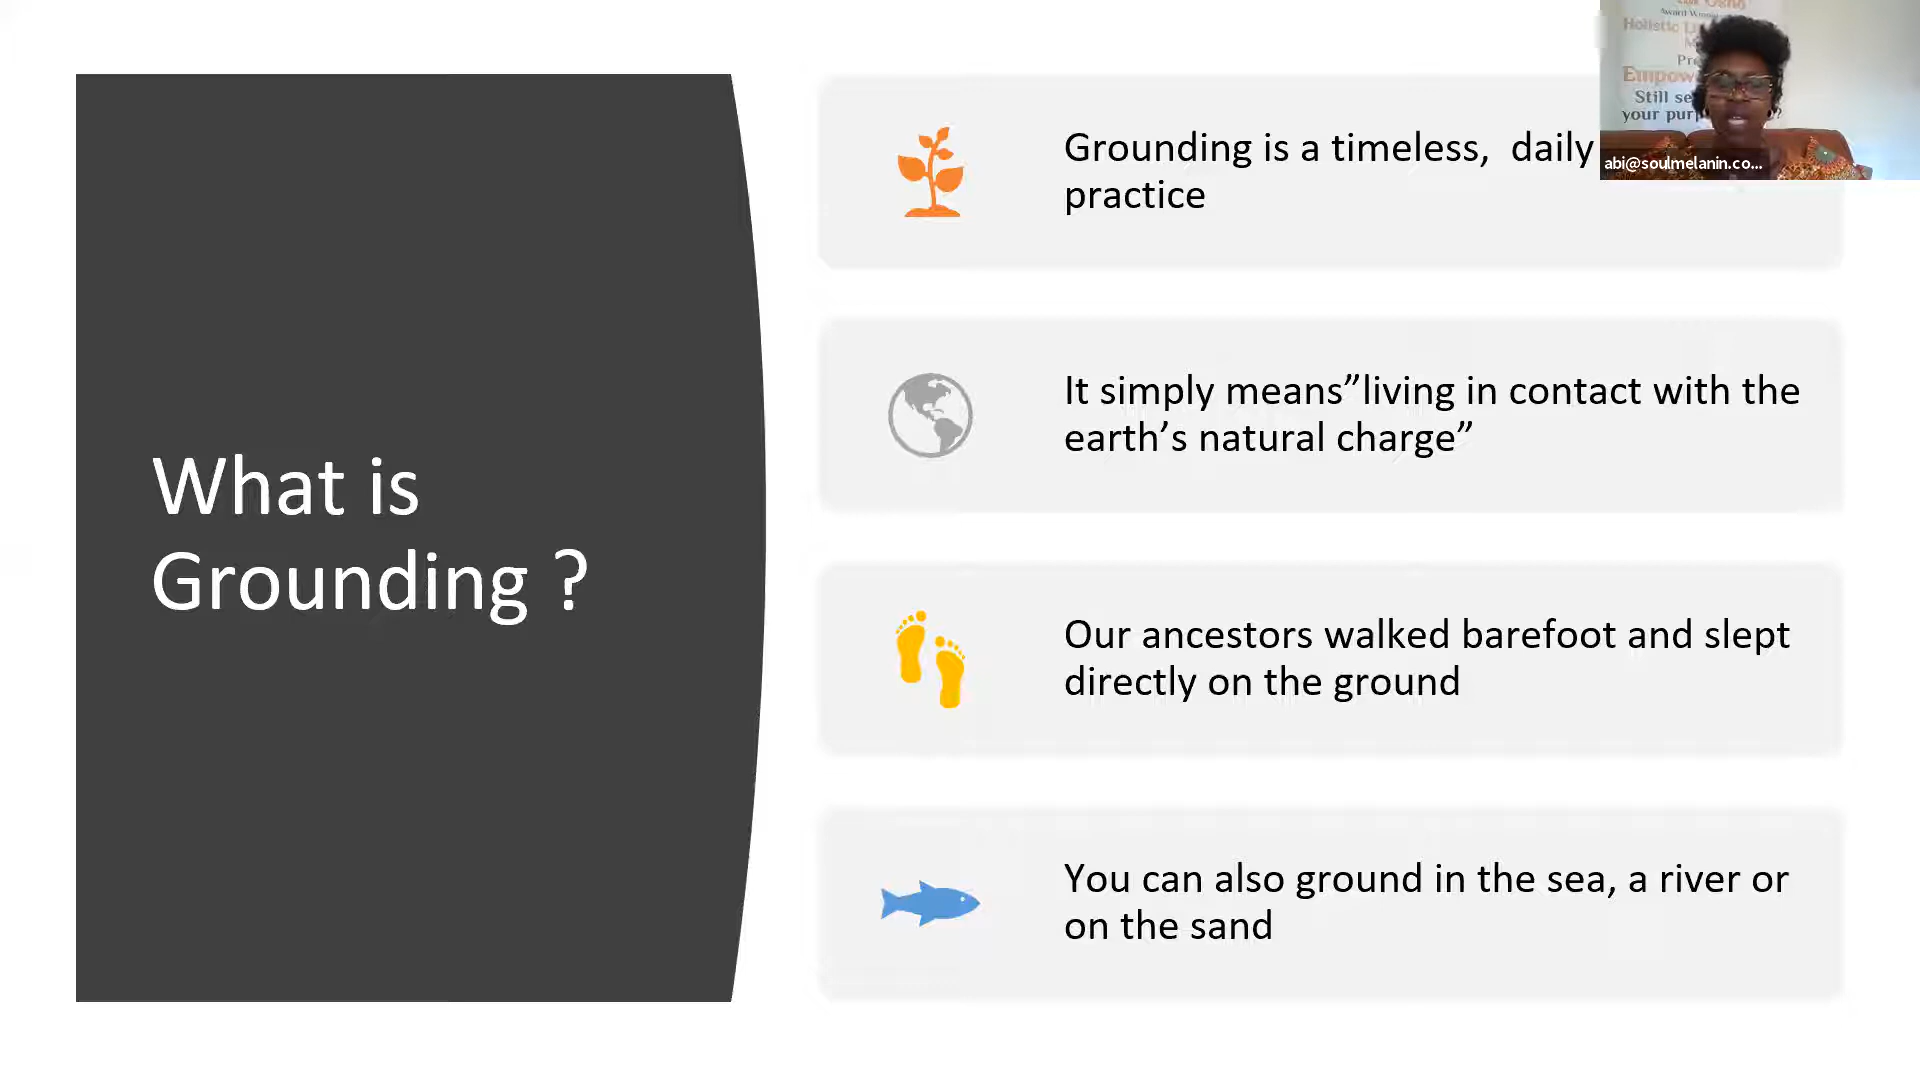 What is
Grounding ?
Grounding is a timeless,  daily
practice
It simply means”living in contact with the
earth’s natural charge”
Our ancestors walked barefoot and slept
directly on the ground
You can also ground in the sea, a river or
on the sand
Award
Holistic
Empow
Still se
your pur
?
abi@soulmelanin.co...